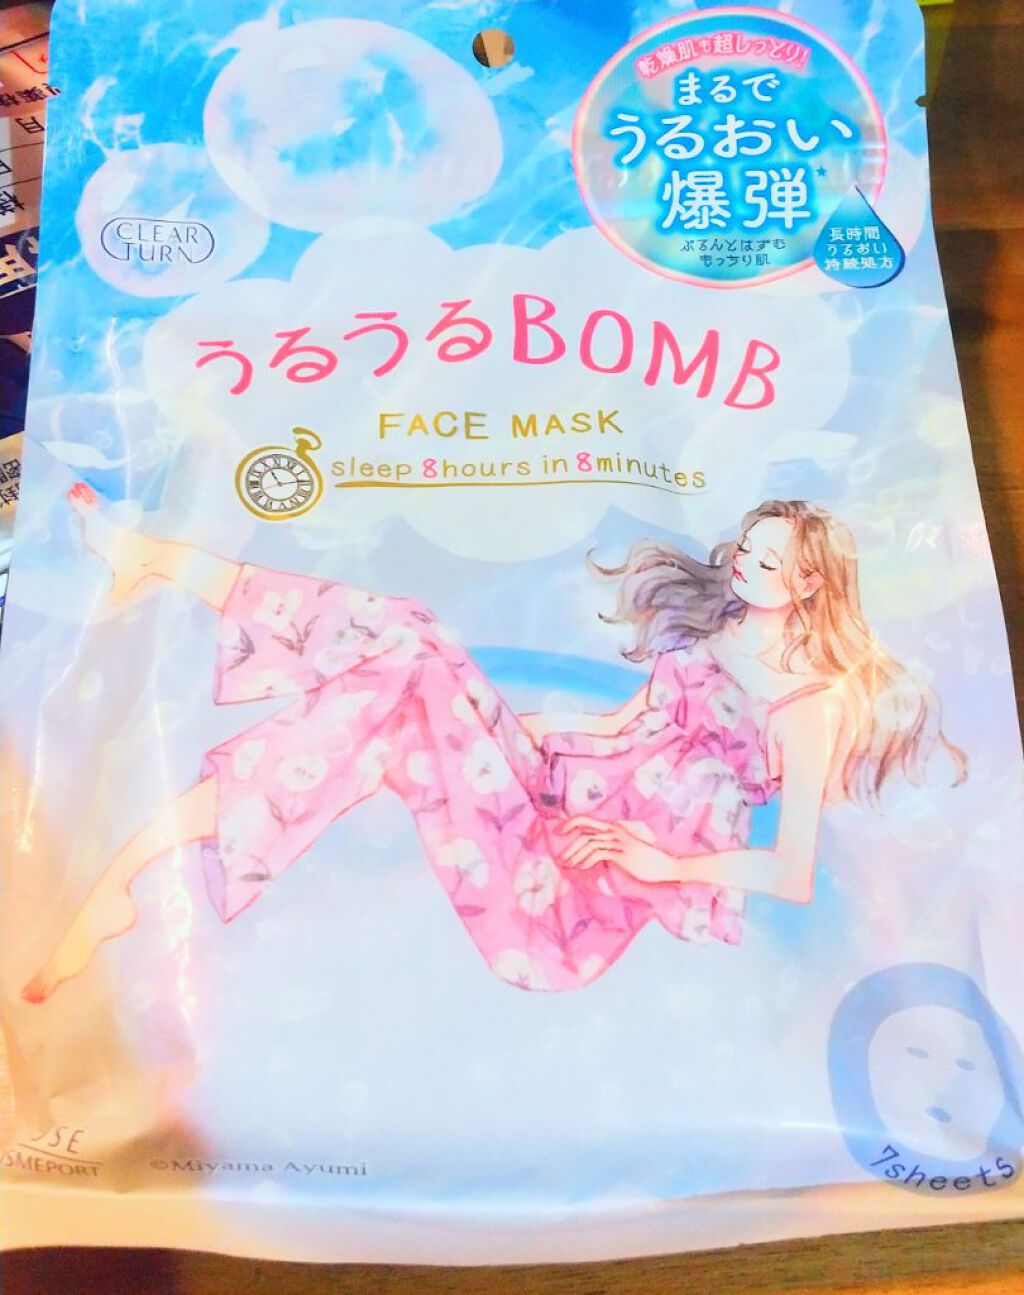 乾燥肌も超しっとり!
まるで
うるおい
爆弾
ぷるんとはずむ
もっちり肌
長時間
うるおい
持続処方
CLEAR
TURN
うるうるBOMB
FACE MASK
sleep 8hours in 8minutes
©Miyama Ayumi
7sheets